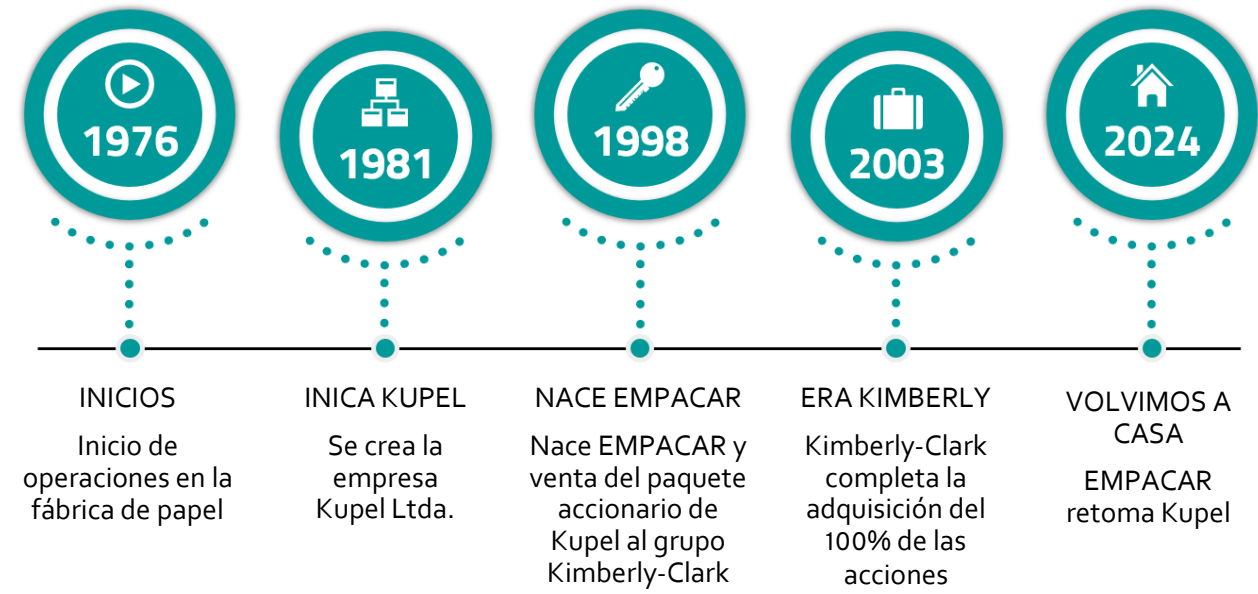 1976
INICIOS
Inicio de
operaciones en la
fábrica de papel
1981
INICA KUPEL
Se crea la
empresa
Kupel Ltda.
1998
NACE EMPACAR
Nace EMPACAR y
venta del paquete
accionario de
Kupel al grupo
Kimberly-Clark
2003
ERA KIMBERLY
Kimberly-Clark
completa la
adquisición del
100% de las
acciones
2024
VOLVIMOS A
CASA
EMPACAR
retoma Kupel